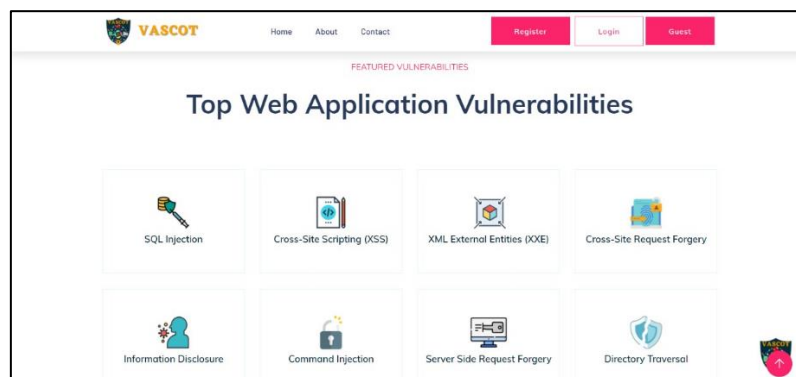 VASCOT Home About Contact Register Login Guest
FEATURED VULNERABILITIES
Top Web Application Vulnerabilities
SQL Injection Cross-Site Scripting (XSS) XML External Entities (XXE) Cross-Site Request Forgery
Information Disclosure Command Injection Server Side Request Forgery Directory Traversal